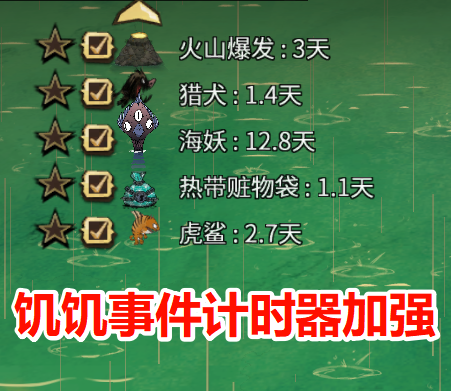 火山爆发 : 3天
猎犬 : 1.4天
海妖 : 12.8天
热带赃物袋 : 1.1天
虎鲨 : 2.7天
饥饥事件计时器加强